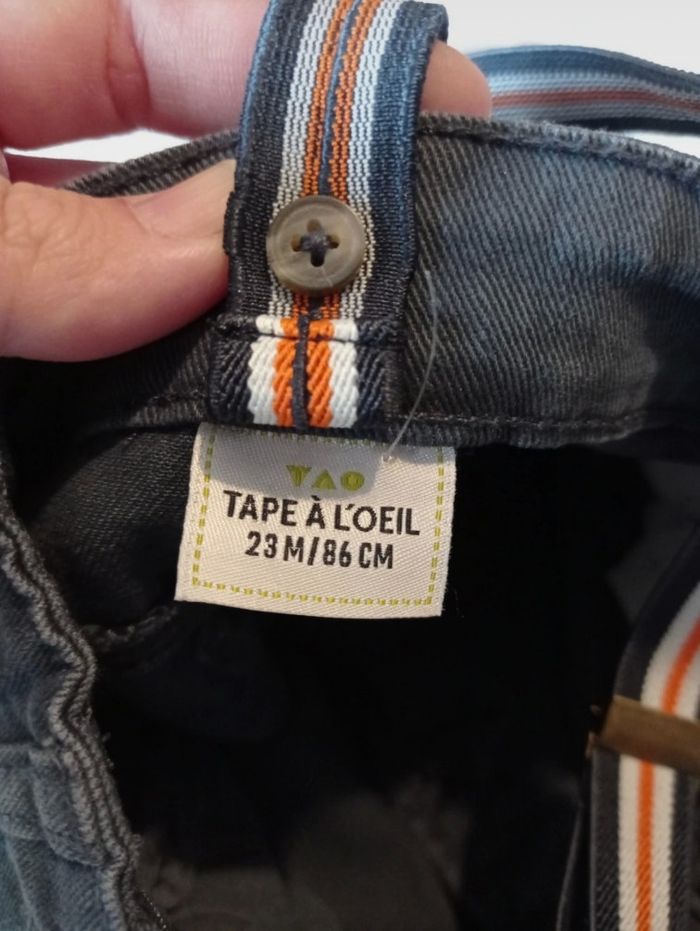 TAO
TAPE À L'OEIL
23 M/86 CM